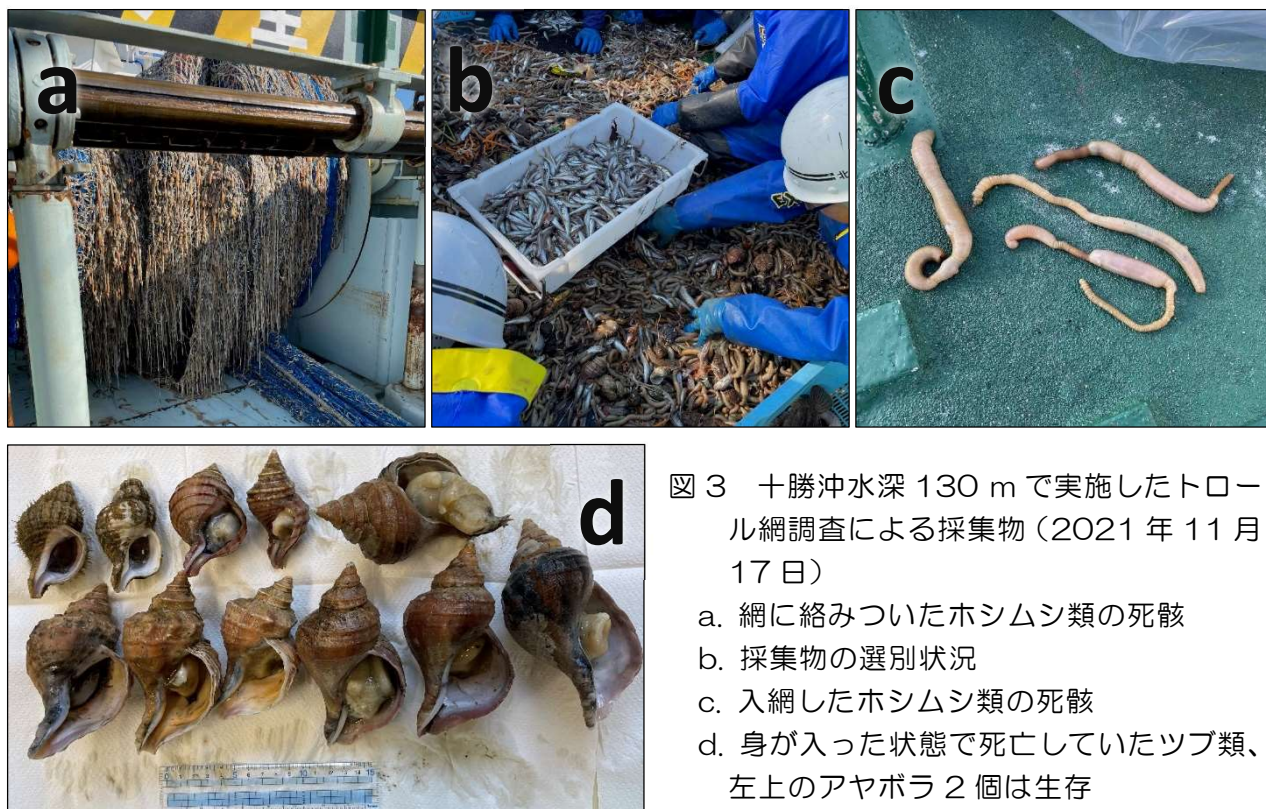 a
b
c
d
北
図 3 十勝沖水深 130 m で実施したトロー
ル網調査による採集物（2021 年 11 月
17 日）
a. 網に絡みついたホシムシ類の死骸
b. 採集物の選別状況
c. 入網したホシムシ類の死骸
d. 身が入った状態で死亡していたツブ類、
左上のアヤボラ 2 個は生存
0 5 10 15